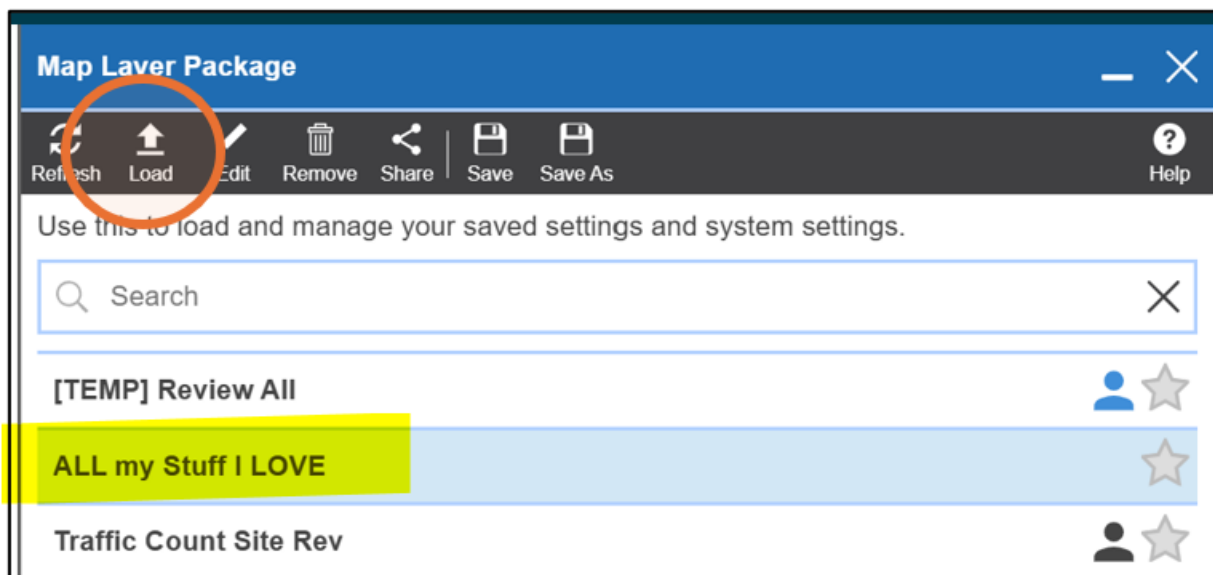 Map Layer Package
Refresh Load Edit Remove Share Save Save As Help
Use this to load and manage your saved settings and system settings.
Search
[TEMP] Review All
ALL my Stuff I LOVE
Traffic Count Site Rev